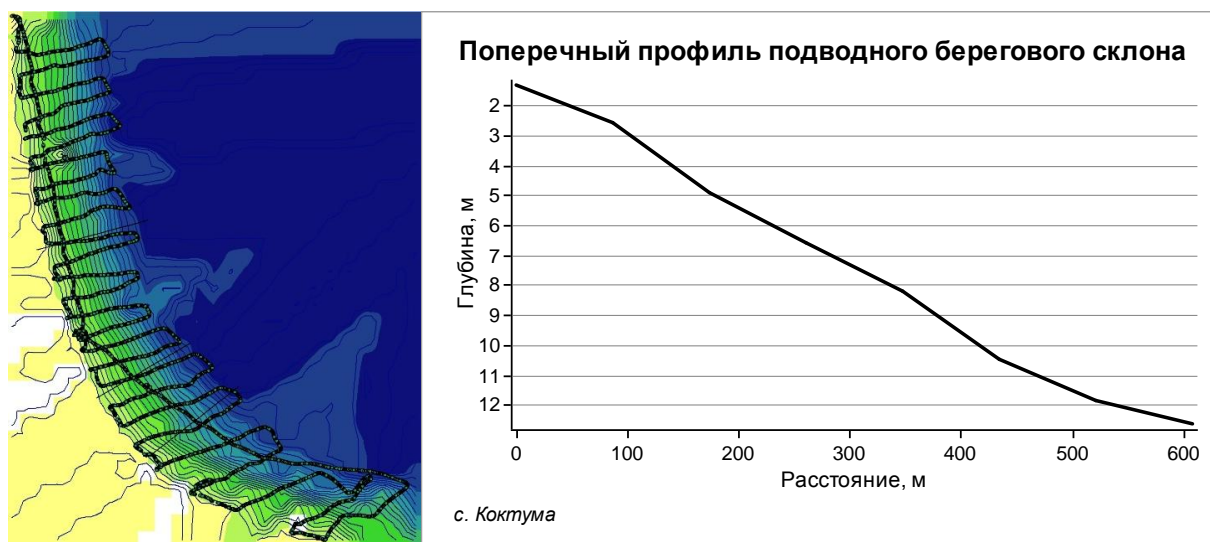 Поперечный профиль подводного берегового склона
2
3
4
5
6
7
8
9
10
11
12
Глубина, м
0 100 200 300 400 500 600
Расстояние, м
с. Коктума